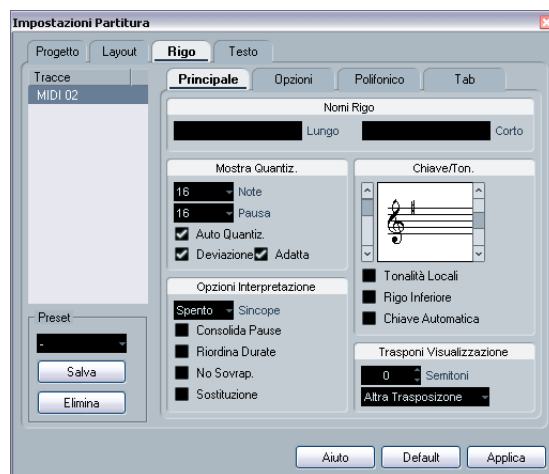 Impostazioni Partitura
Progetto Layout Rigo Testo
Tracce
MIDI 02
Principale Opzioni Polifonico Tab
Nomi Rigo
Lungo Corto
Mostra Quantiz.
16 Note
16 Pausa
Auto Quantiz.
Deviazione Adatta
Chiave/Ton.
Tonalità Locali
Rigo Inferiore
Chiave Automatica
Opzioni Interpretazione
Spento Sincope
Consolida Pause
Riordina Durate
No Sovrap.
Sostituzione
Trasponi Visualizzazione
0 Semitoni
Altra Trasposizone
Preset
-
Salva
Elimina
Aiuto Default Applica